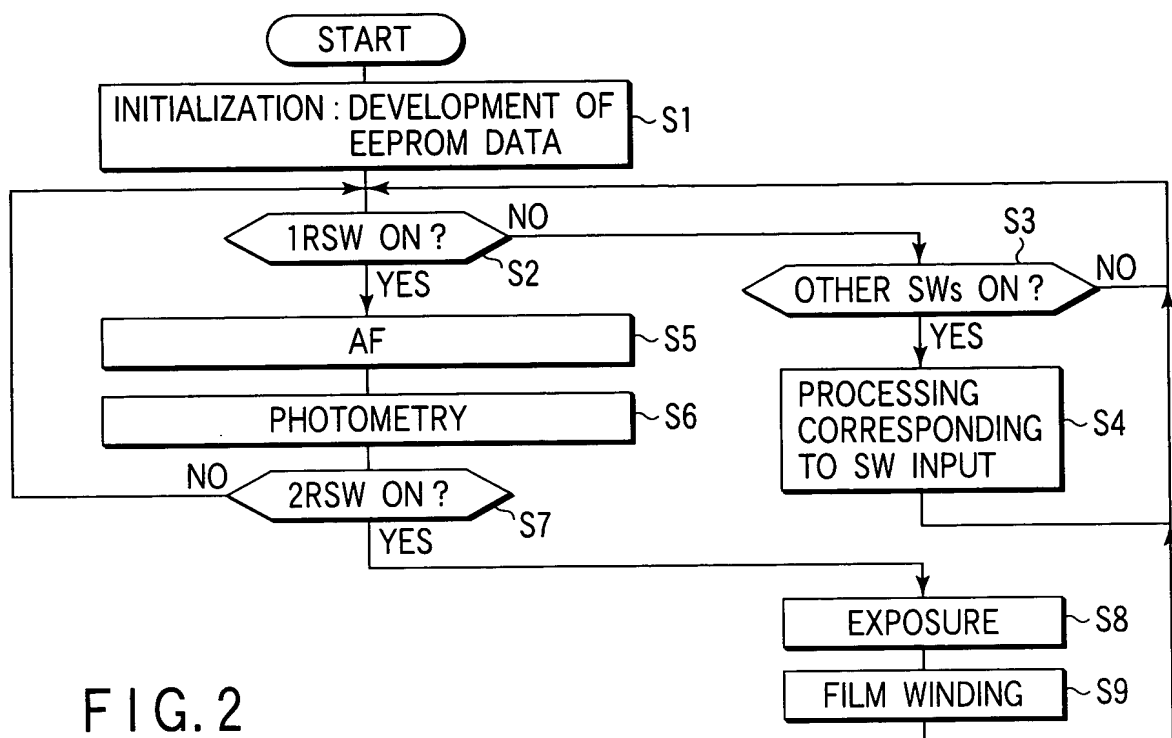 START
INITIALIZATION : DEVELOPMENT OF
EEPROM DATA
S1
1RSW ON ?
NO
S2
YES
S3
OTHER SWs ON ?
NO
YES
AF
S5
PHOTOMETRY
S6
PROCESSING
CORRESPONDING
TO SW INPUT
S4
NO
2RSW ON ?
S7
YES
EXPOSURE
S8
FILM WINDING
S9
FIG. 2